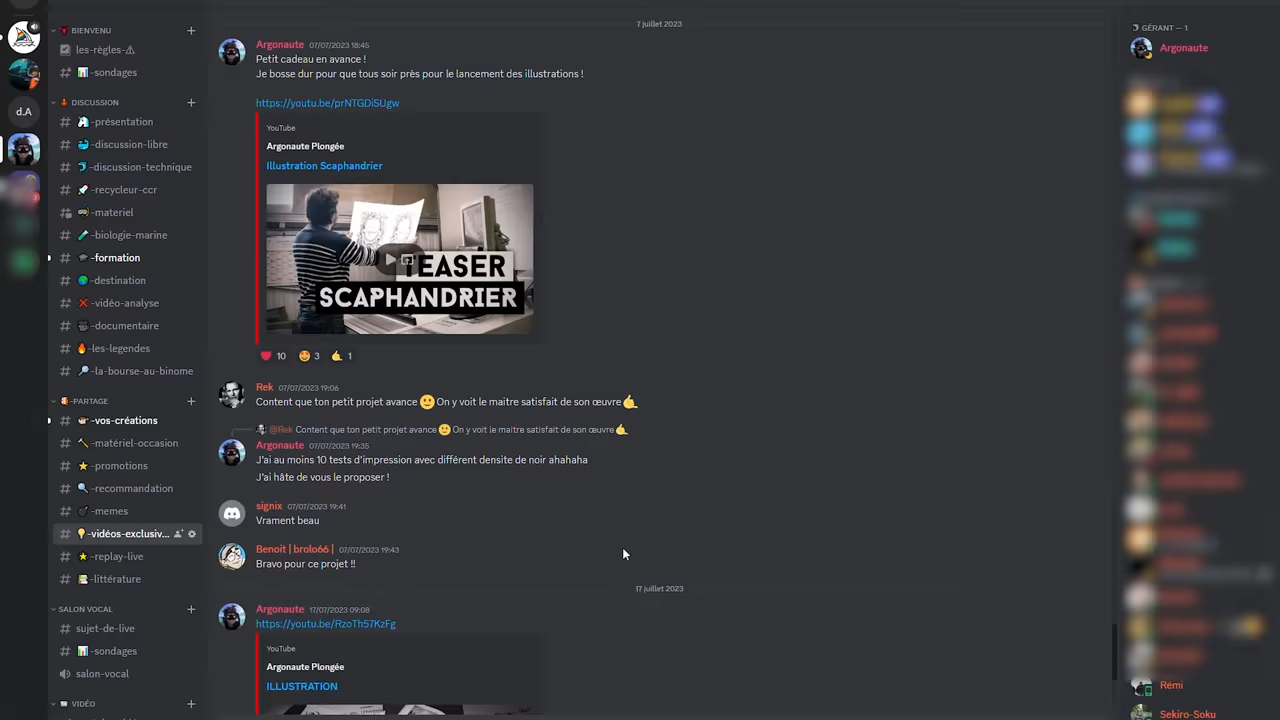 BIENVENU
les-règles-⚠
📊-sondages
DISCUSSION
-présentation
-discussion-libre
-discussion-technique
-recycleur-ccr
-materiel
-biologie-marine
-formation
-destination
-vidéo-analyse
-documentaire
-les-legendes
-la-bourse-au-binome
-PARTAGE
-vos-créations
-matériel-occasion
-promotions
-recommandation
-memes
-vidéos-exclusiv...
-replay-live
-littérature
SALON VOCAL
sujet-de-live
📊-sondages
salon-vocal
VIDÉO
d.A
7 juillet 2023
Argonaute 07/07/2023 18:45
Petit cadeau en avance !
Je bosse dur pour que tous soir près pour le lancement des illustrations !
https://youtu.be/prNTGDiSUgw
YouTube
Argonaute Plongée
Illustration Scaphandrier
TEASER
SCAPHANDRIER
❤ 10 🤩 3 🤙 1
Rek 07/07/2023 19:06
Content que ton petit projet avance 🙂 On y voit le maitre satisfait de son œuvre 🤙
@Rek Content que ton petit projet avance 🙂 On y voit le maitre satisfait de son œuvre 🤙
Argonaute 07/07/2023 19:35
J'ai au moins 10 tests d'impression avec différent densite de noir ahahaha
J'ai hâte de vous le proposer !
signix 07/07/2023 19:41
Vrament beau
Benoit | brolo66 | 07/07/2023 19:43
Bravo pour ce projet !!
17 juillet 2023
Argonaute 17/07/2023 09:08
https://youtu.be/RzoTh57KzFg
YouTube
Argonaute Plongée
ILLUSTRATION
GÉRANT — 1
Argonaute
Rémi
Sekiro-Soku